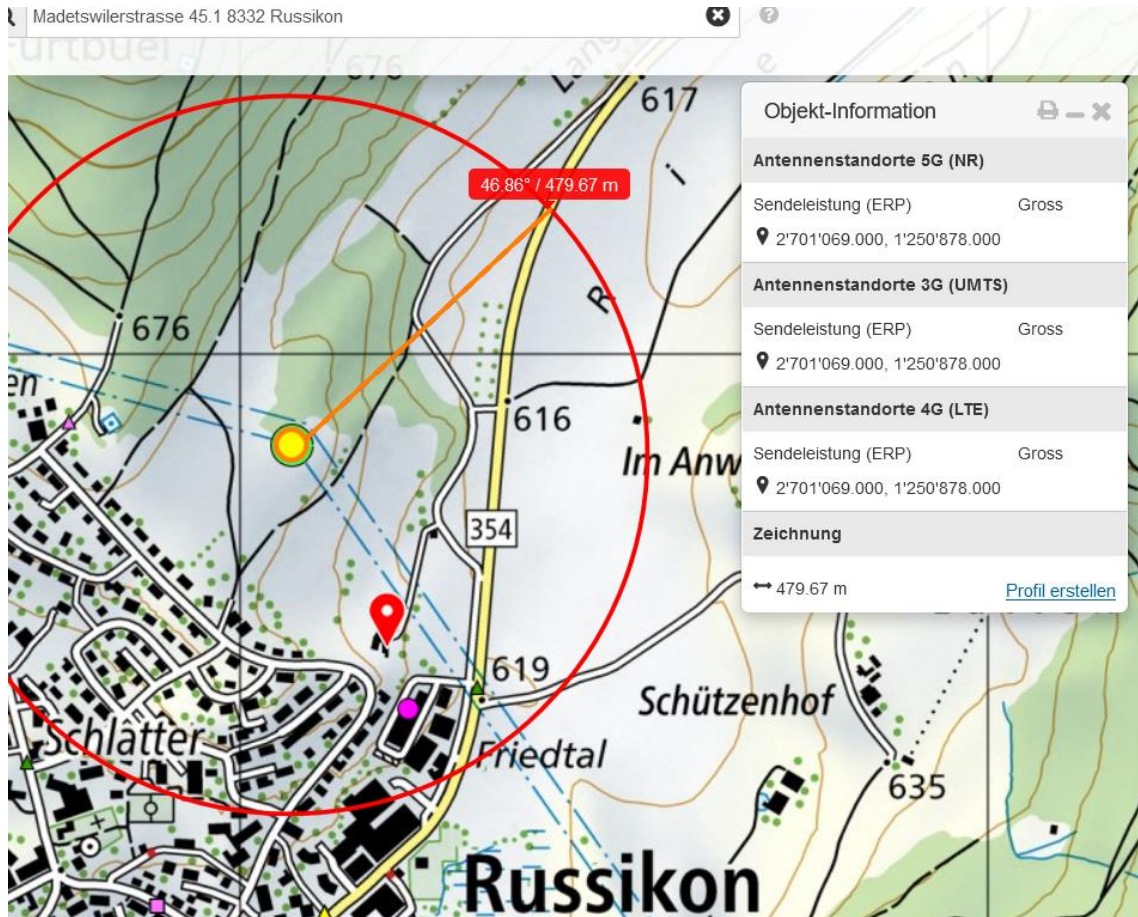 Madetswilerstrasse 45.1 8332 Russikon
Furtbüel
676
617
46.86° / 479.67 m
R i
676
en
616
Im Anw
354
619
Schützenhof
Schlatter
Friedtal
635
Russikon
Objekt-Information
Antennenstandorte 5G (NR)
Sendeleistung (ERP) Gross
2'701'069.000, 1'250'878.000
Antennenstandorte 3G (UMTS)
Sendeleistung (ERP) Gross
2'701'069.000, 1'250'878.000
Antennenstandorte 4G (LTE)
Sendeleistung (ERP) Gross
2'701'069.000, 1'250'878.000
Zeichnung
479.67 m Profil erstellen